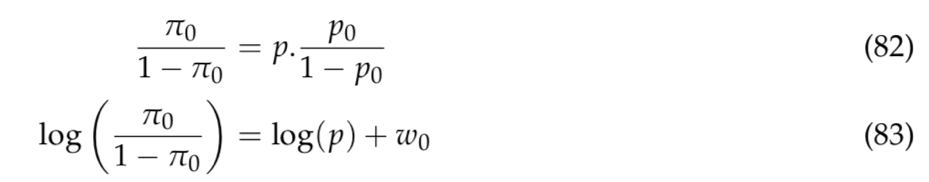 π₀ / (1 − π₀) = p. p₀ / (1 − p₀) (82)
log ( π₀ / (1 − π₀) ) = log(p) + w₀ (83)